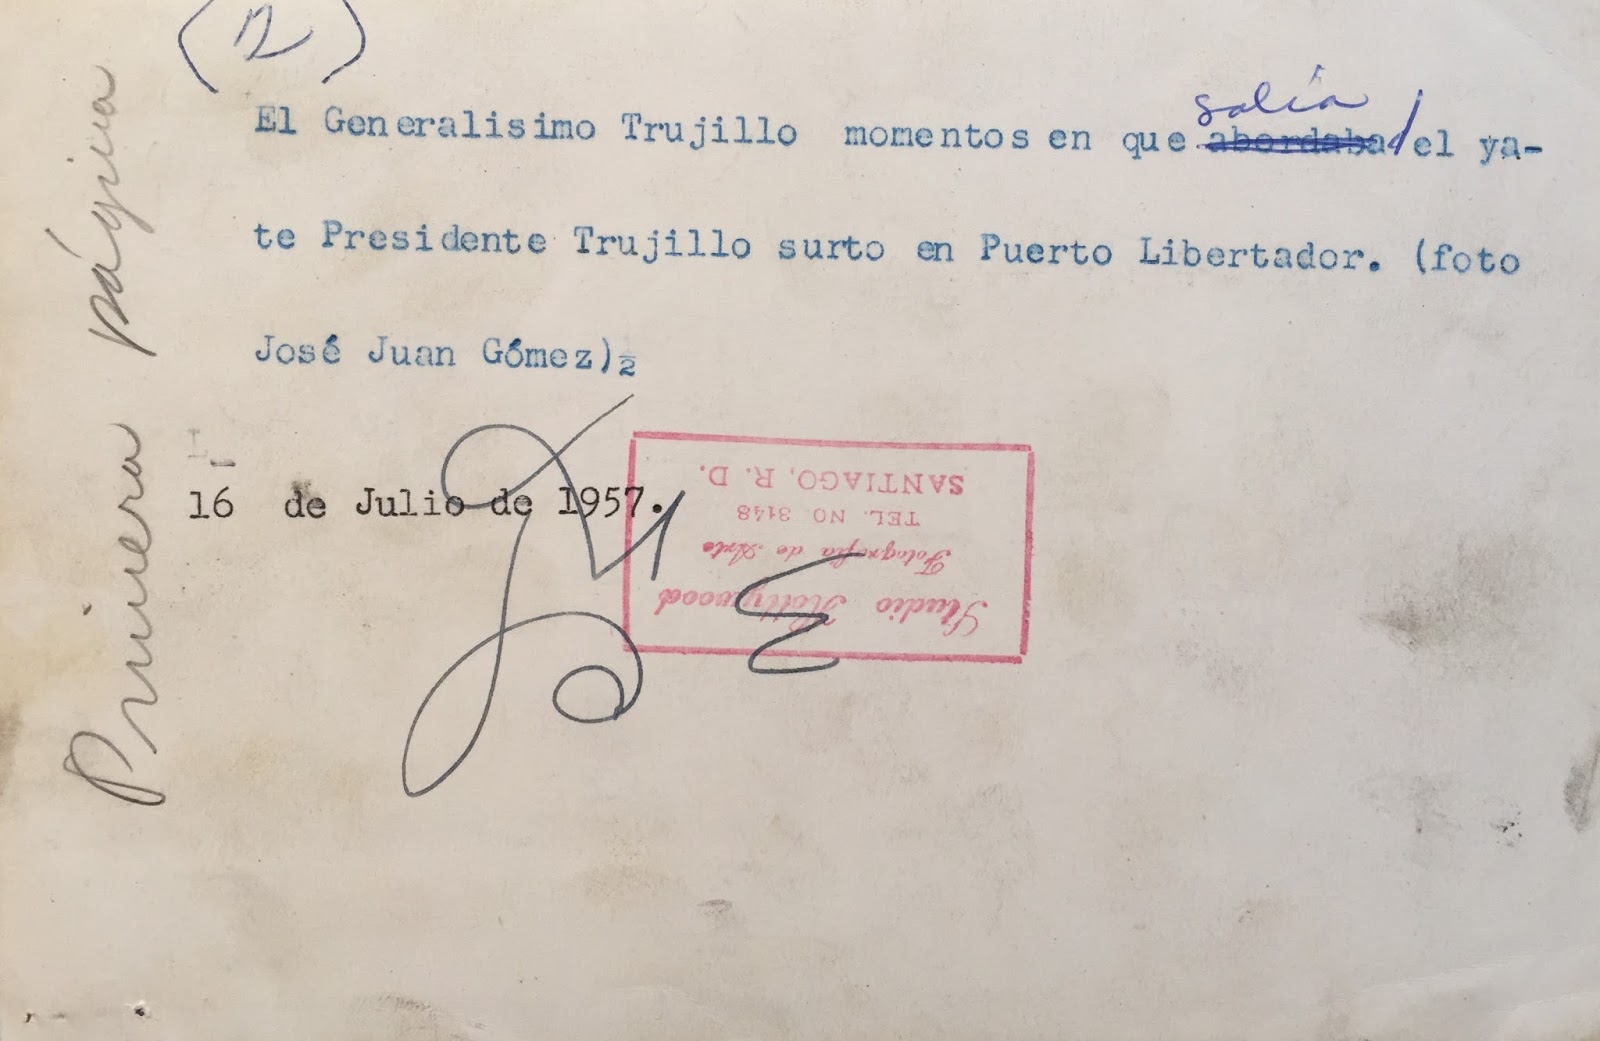 (12)
salía
El Generalisimo Trujillo momentos en que abordaba el ya-
te Presidente Trujillo surto en Puerto Libertador. (foto
José Juan Gómez)½
16 de Julio de 1957.
Primera página
Studio Hollywood
Fotografia de Arte
TEL. NO 3148
SANTIAGO, R. D.